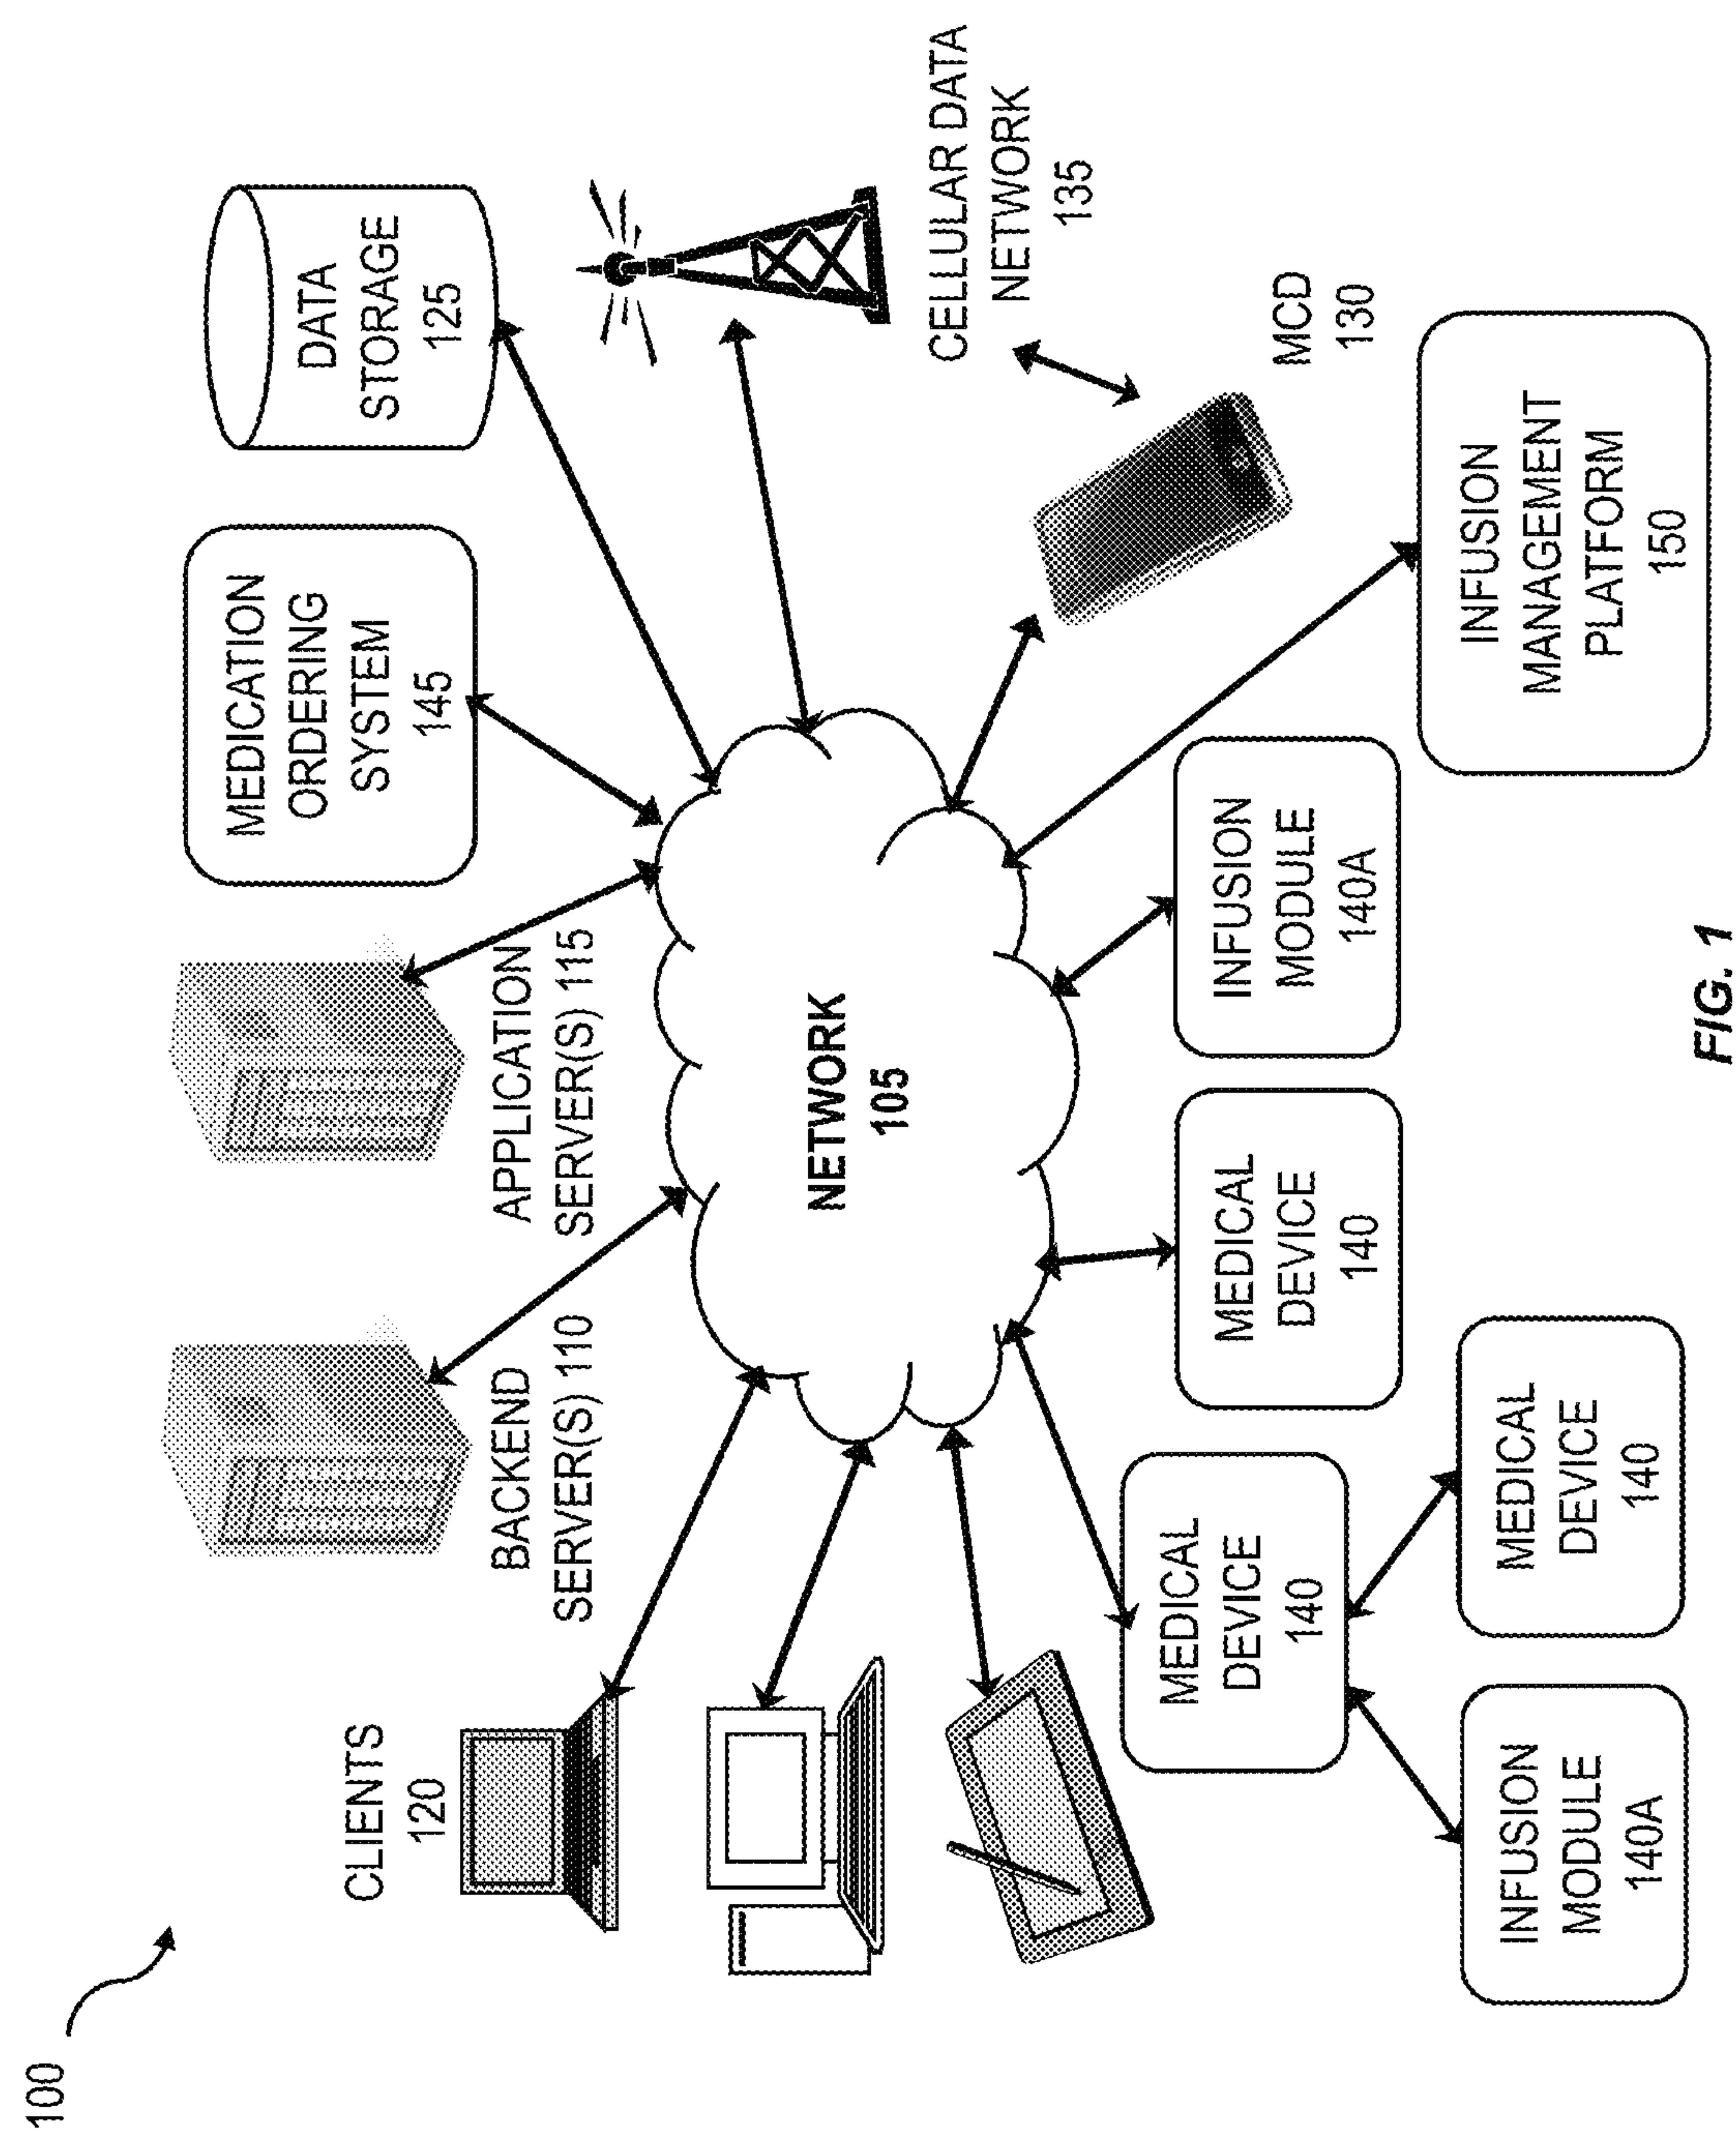 100
CLIENTS
120
BACKEND
SERVER(S) 110
APPLICATION
SERVER(S) 115
MEDICATION
ORDERING
SYSTEM
145
DATA
STORAGE
125
NETWORK
105
CELLULAR DATA
NETWORK
135
MCD
130
MEDICAL
DEVICE
140
MEDICAL
DEVICE
140
INFUSION
MODULE
140A
INFUSION
MANAGEMENT
PLATFORM
150
INFUSION
MODULE
140A
MEDICAL
DEVICE
140
FIG. 1